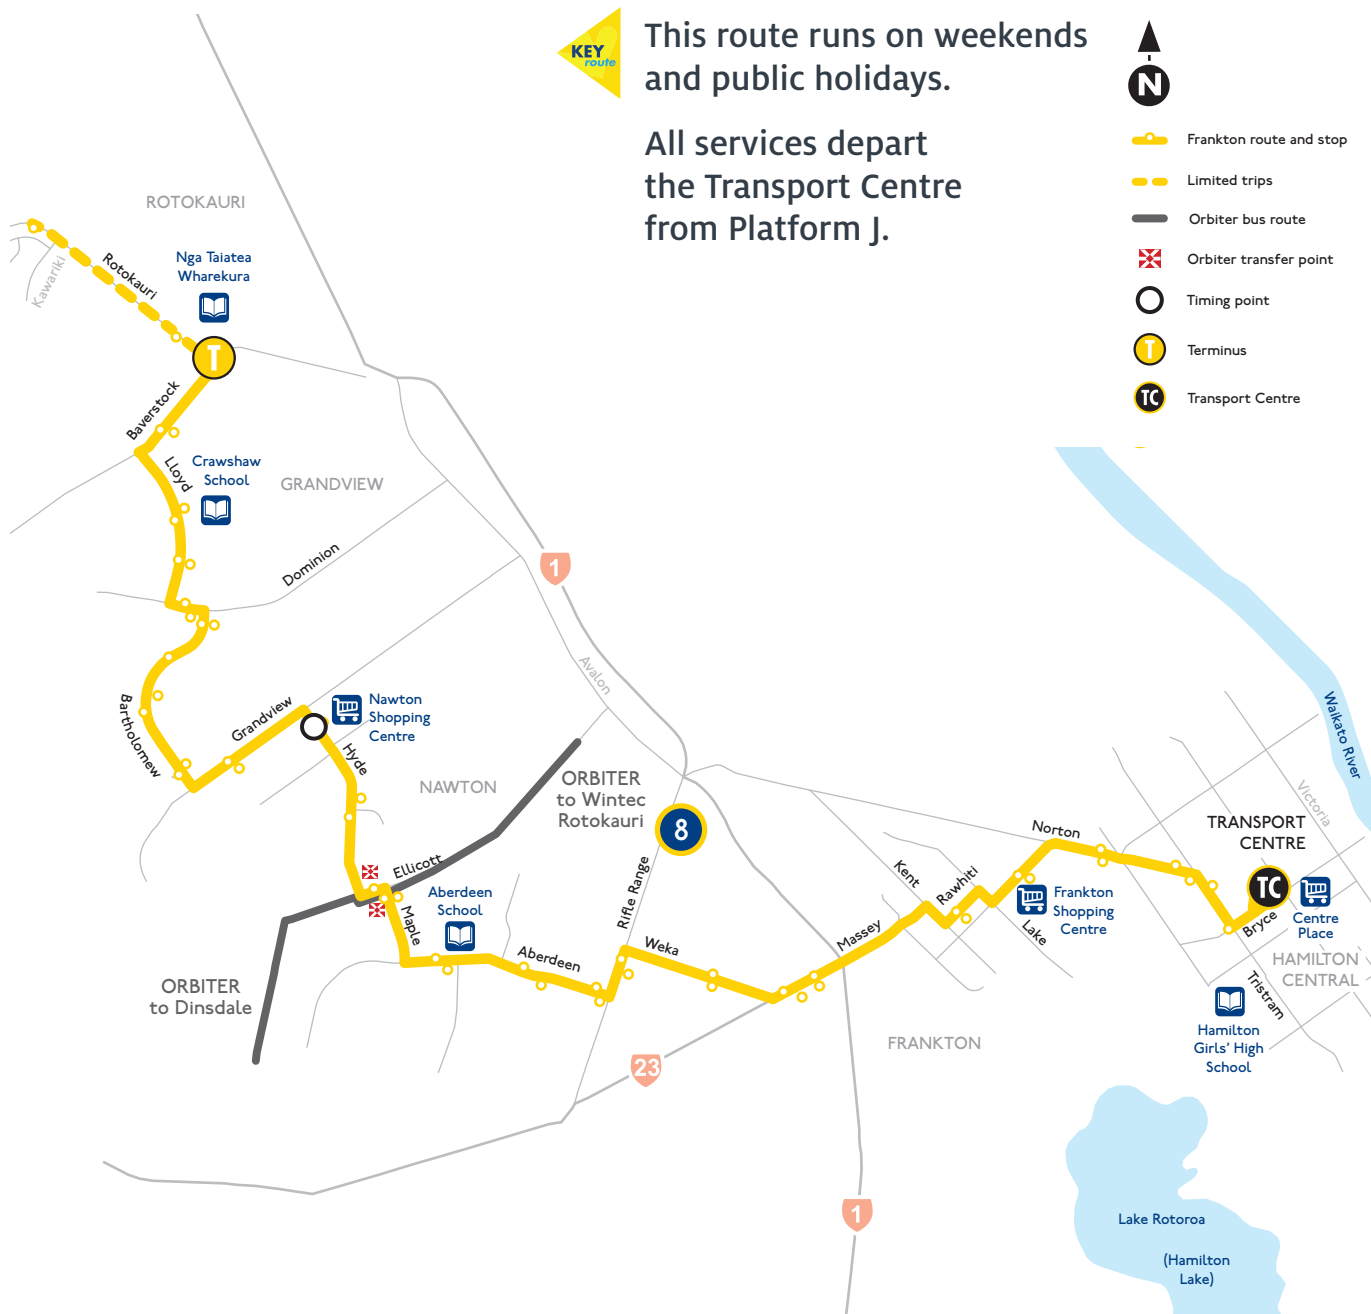 KEY
route
This route runs on weekends
and public holidays.
All services depart
the Transport Centre
from Platform J.
N
Frankton route and stop
Limited trips
Orbiter bus route
Orbiter transfer point
Timing point
T
Terminus
TC
Transport Centre
ROTOKAURI
Nga Taiatea
Wharekura
Rotokauri
Kawariki
T
Baverstock
Lloyd
Crawshaw
School
GRANDVIEW
Dominion
1
Avalon
Bartholomew
Grandview
Nawton
Shopping
Centre
Hyde
NAWTON
ORBITER
to Wintec
Rotokauri
8
Ellicott
Aberdeen
School
Maple
Rifle Range
ORBITER
to Dinsdale
Aberdeen
Weka
Massey
Kent
Rawhiti
Lake
Norton
Frankton
Shopping
Centre
Waikato River
Victoria
TRANSPORT
CENTRE
TC
Centre
Place
Bryce
HAMILTON
CENTRAL
Tristram
Hamilton
Girls' High
School
FRANKTON
23
1
Lake Rotoroa
(Hamilton
Lake)